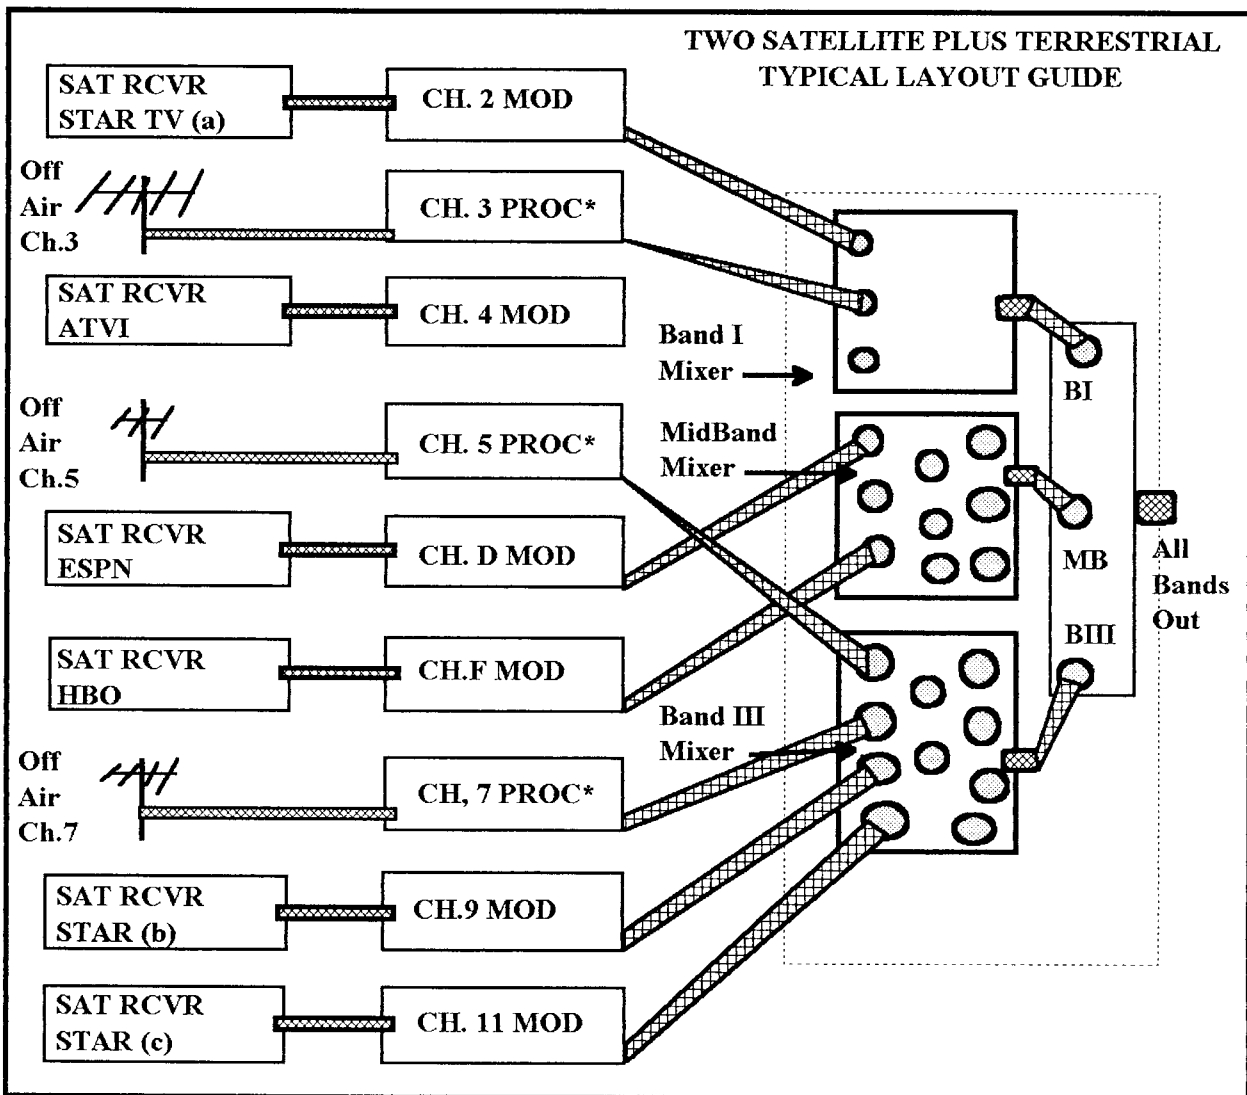 TWO SATELLITE PLUS TERRESTRIAL
TYPICAL LAYOUT GUIDE
SAT RCVR
STAR TV (a)
CH. 2 MOD
Off
Air
Ch.3
CH. 3 PROC*
SAT RCVR
ATVI
CH. 4 MOD
Band I
Mixer
BI
Off
Air
Ch.5
CH. 5 PROC*
MidBand
Mixer
SAT RCVR
ESPN
CH. D MOD
MB
All
Bands
Out
SAT RCVR
HBO
CH.F MOD
BIII
Band III
Mixer
Off
Air
Ch.7
CH, 7 PROC*
SAT RCVR
STAR (b)
CH.9 MOD
SAT RCVR
STAR (c)
CH. 11 MOD